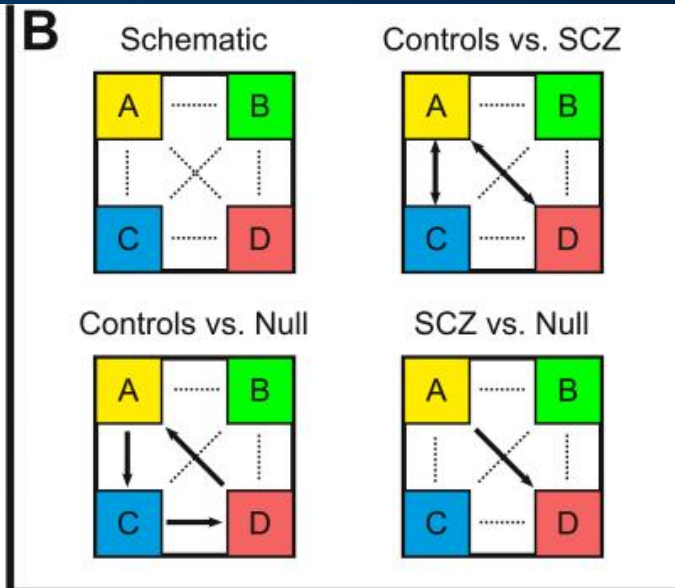 B
Schematic
Controls vs. SCZ
A B
A B
C D
C D
Controls vs. Null
SCZ vs. Null
A B
A B
C D
C D